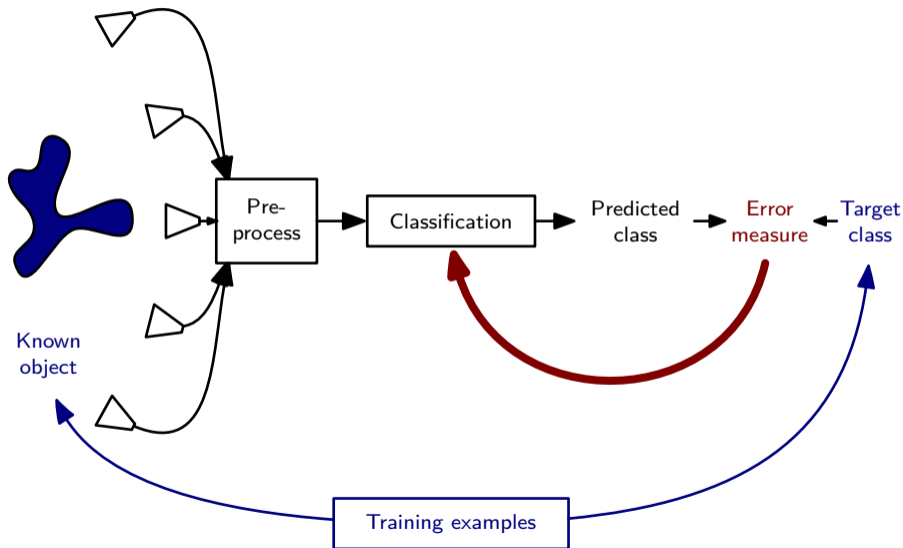 Pre-
process
Classification
Predicted
class
Error
measure
Target
class
Known
object
Training examples